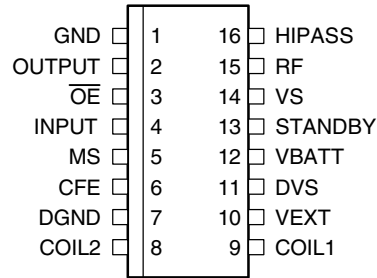 GND 1 16 HIPASS
OUTPUT 2 15 RF
OE 3 14 VS
INPUT 4 13 STANDBY
MS 5 12 VBATT
CFE 6 11 DVS
DGND 7 10 VEXT
COIL2 8 9 COIL1